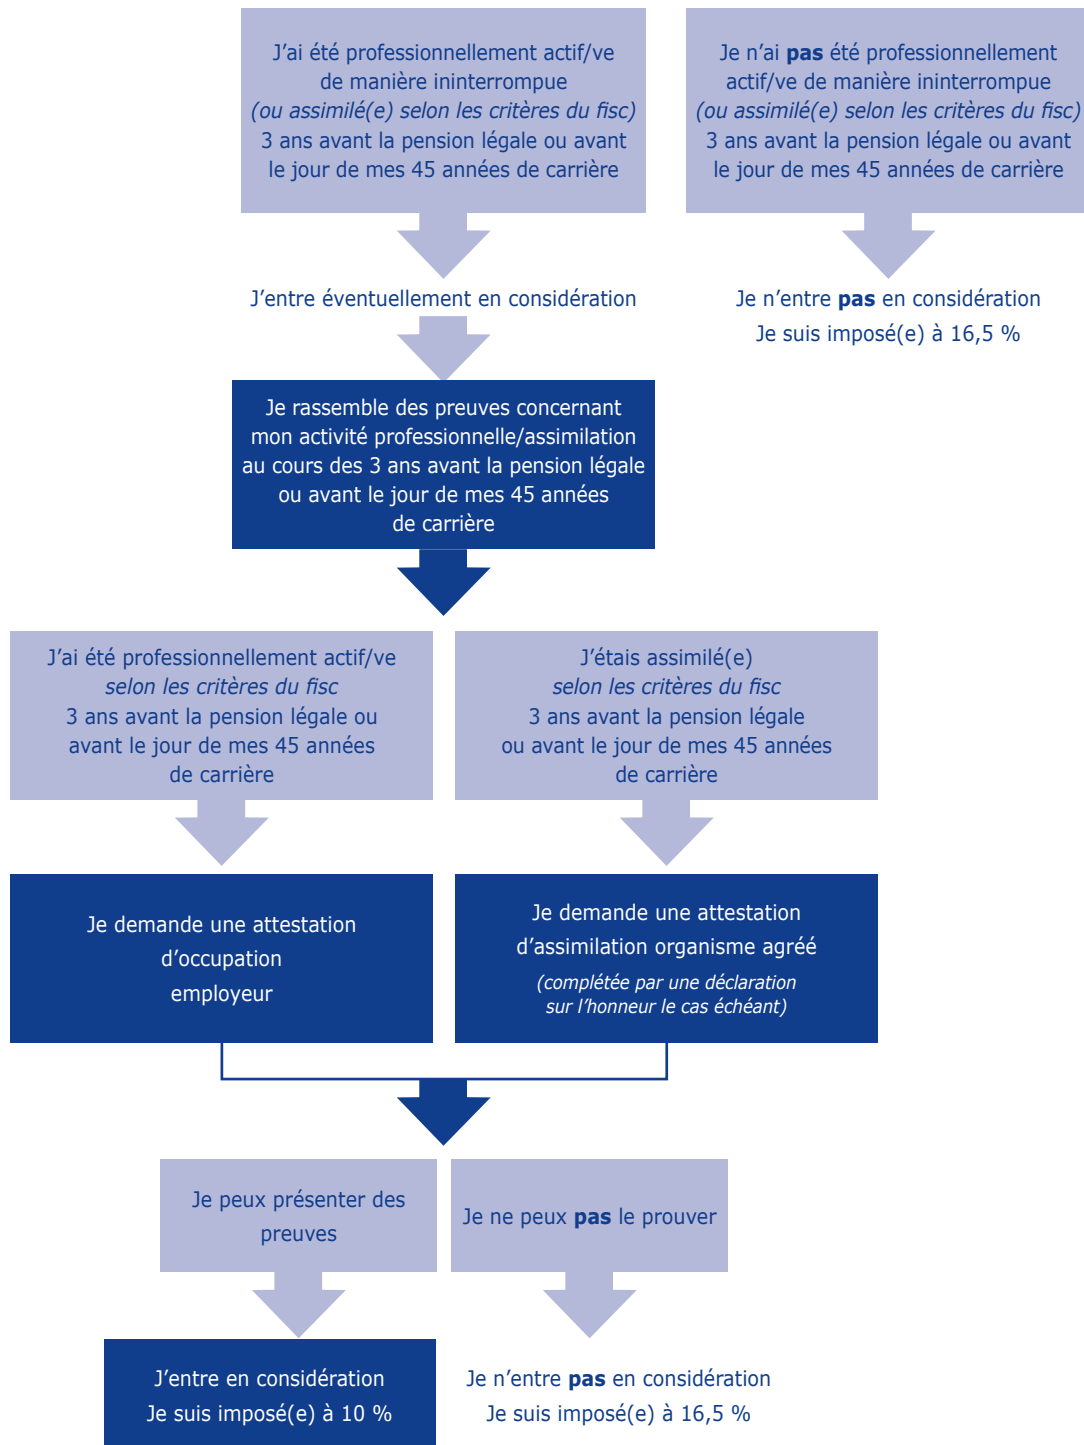 J'ai été professionnellement actif/ve
de manière ininterrompue
(ou assimilé(e) selon les critères du fisc)
3 ans avant la pension légale ou avant
le jour de mes 45 années de carrière
Je n'ai pas été professionnellement
actif/ve de manière ininterrompue
(ou assimilé(e) selon les critères du fisc)
3 ans avant la pension légale ou avant
le jour de mes 45 années de carrière
J'entre éventuellement en considération
Je n'entre pas en considération
Je suis imposé(e) à 16,5 %
Je rassemble des preuves concernant
mon activité professionnelle/assimilation
au cours des 3 ans avant la pension légale
ou avant le jour de mes 45 années
de carrière
J'ai été professionnellement actif/ve
selon les critères du fisc
3 ans avant la pension légale ou
avant le jour de mes 45 années
de carrière
J'étais assimilé(e)
selon les critères du fisc
3 ans avant la pension légale
ou avant le jour de mes 45 années
de carrière
Je demande une attestation
d'occupation
employeur
Je demande une attestation
d'assimilation organisme agréé
(complétée par une déclaration
sur l'honneur le cas échéant)
Je peux présenter des
preuves
Je ne peux pas le prouver
J'entre en considération
Je suis imposé(e) à 10 %
Je n'entre pas en considération
Je suis imposé(e) à 16,5 %